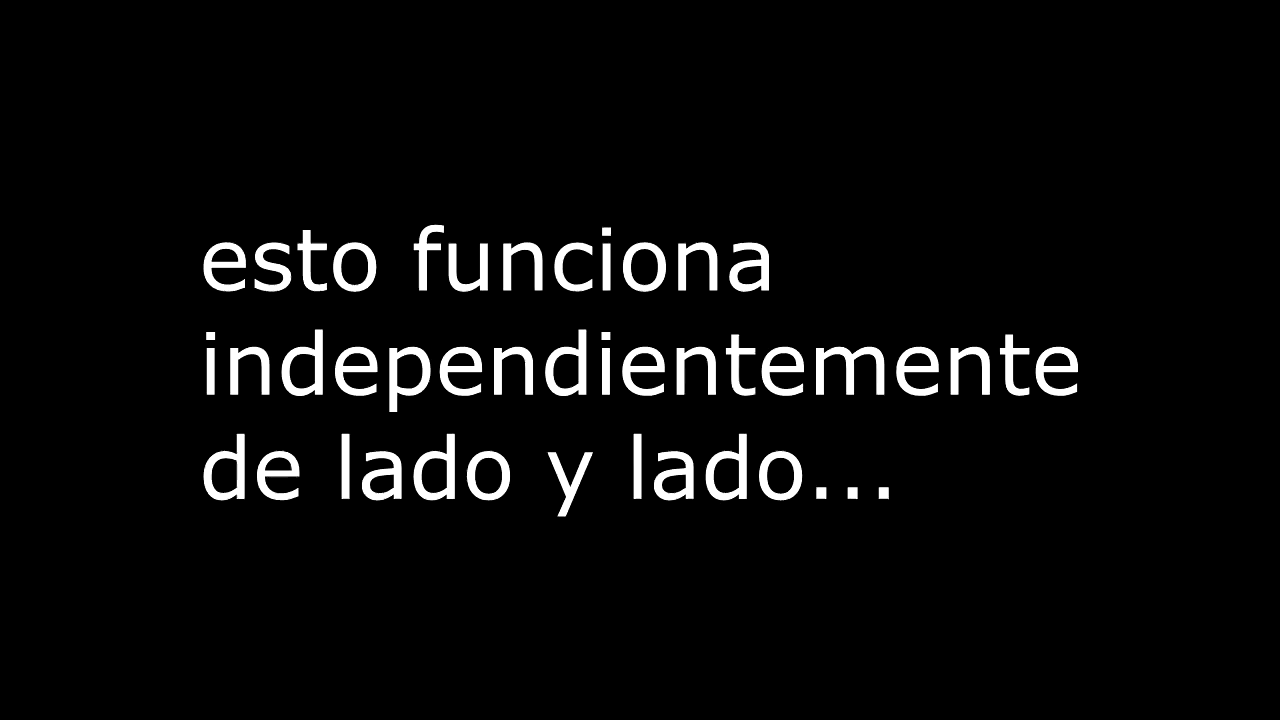 esto funciona
independientemente
de lado y lado...